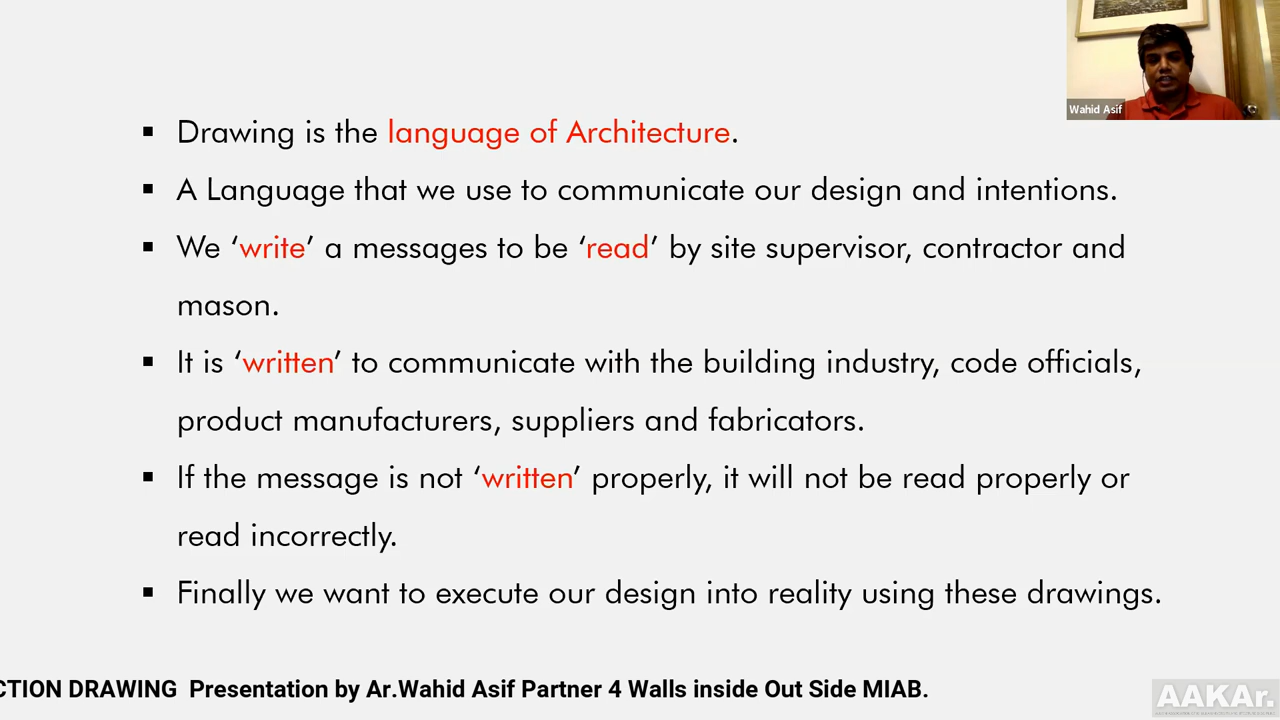 Wahid Asif
▪ Drawing is the language of Architecture.
▪ A Language that we use to communicate our design and intentions.
▪ We ‘write’ a messages to be ‘read’ by site supervisor, contractor and
mason.
▪ It is ‘written’ to communicate with the building industry, code officials,
product manufacturers, suppliers and fabricators.
▪ If the message is not ‘written’ properly, it will not be read properly or
read incorrectly.
▪ Finally we want to execute our design into reality using these drawings.
CTION DRAWING Presentation by Ar.Wahid Asif Partner 4 Walls inside Out Side MIAB.
AAKAr.